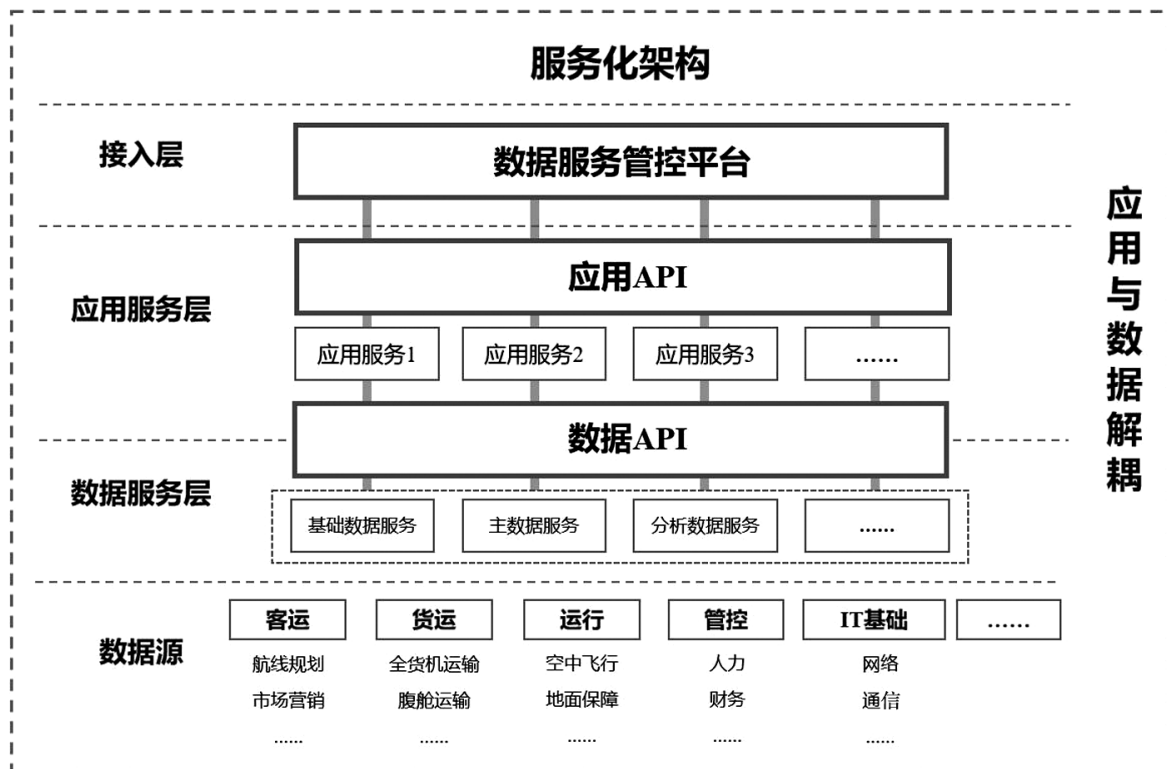 服务化架构
接入层
数据服务管控平台
应用服务层
应用API
应用服务1
应用服务2
应用服务3
……
数据API
数据服务层
基础数据服务
主数据服务
分析数据服务
……
数据源
客运
货运
运行
管控
IT基础
……
航线规划
全货机运输
空中飞行
人力
网络
市场营销
腹舱运输
地面保障
财务
通信
……
……
……
……
……
应用与数据解耦